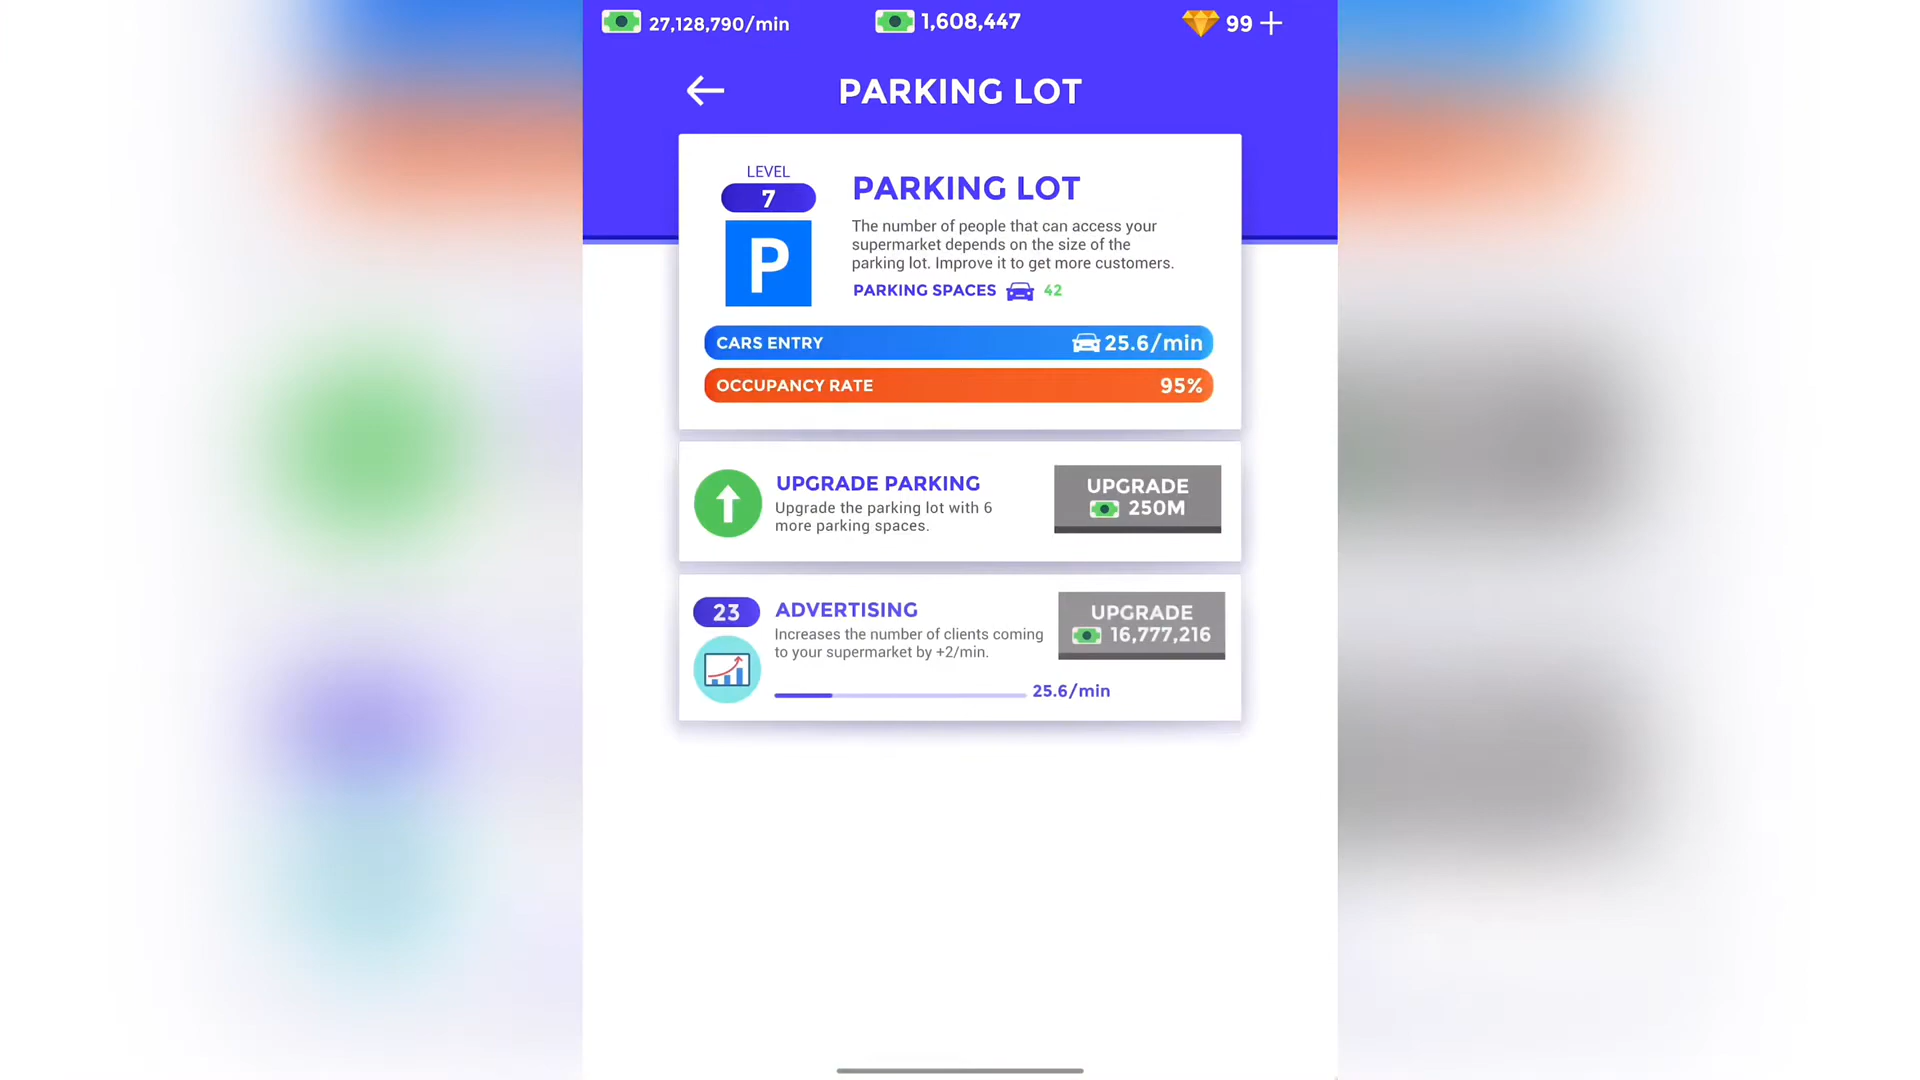 27,128,790/min
1,608,447
99
PARKING LOT
LEVEL
7
P
PARKING LOT
The number of people that can access your
supermarket depends on the size of the
parking lot. Improve it to get more customers.
PARKING SPACES 42
CARS ENTRY 25.6/min
OCCUPANCY RATE 95%
UPGRADE PARKING
Upgrade the parking lot with 6
more parking spaces.
UPGRADE
250M
23
ADVERTISING
Increases the number of clients coming
to your supermarket by +2/min.
25.6/min
UPGRADE
16,777,216